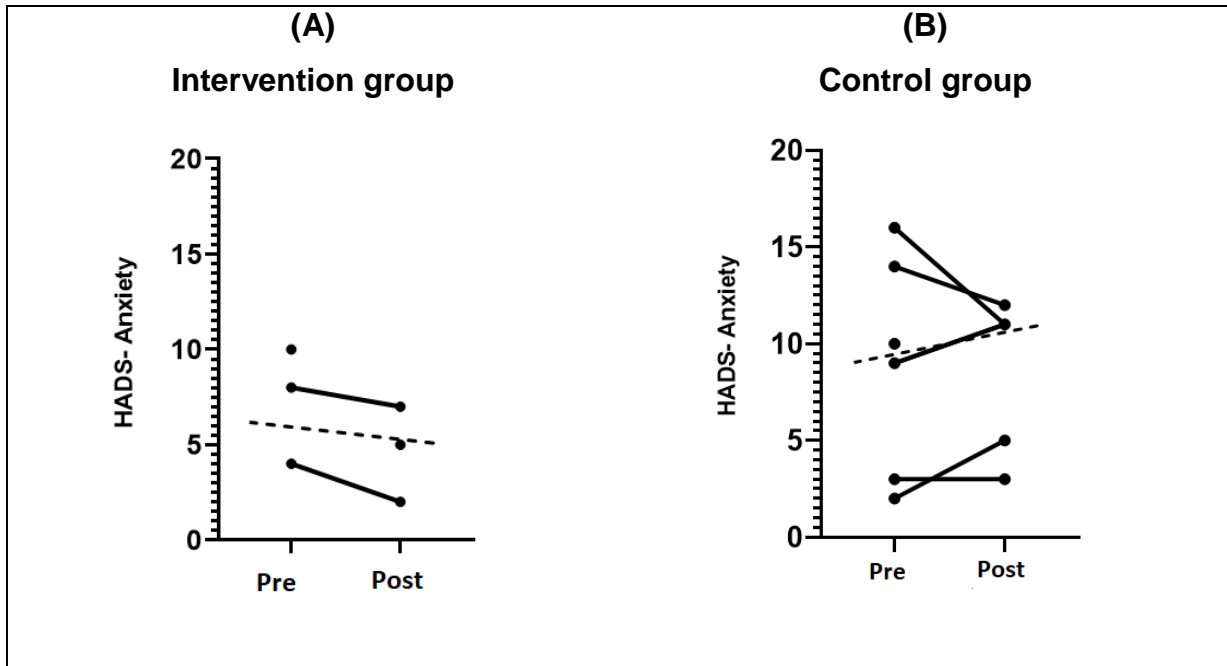 (A)
Intervention group
20
15
10
5
0
HADS- Anxiety
Pre
Post
(B)
Control group
20
15
10
5
0
HADS- Anxiety
Pre
Post